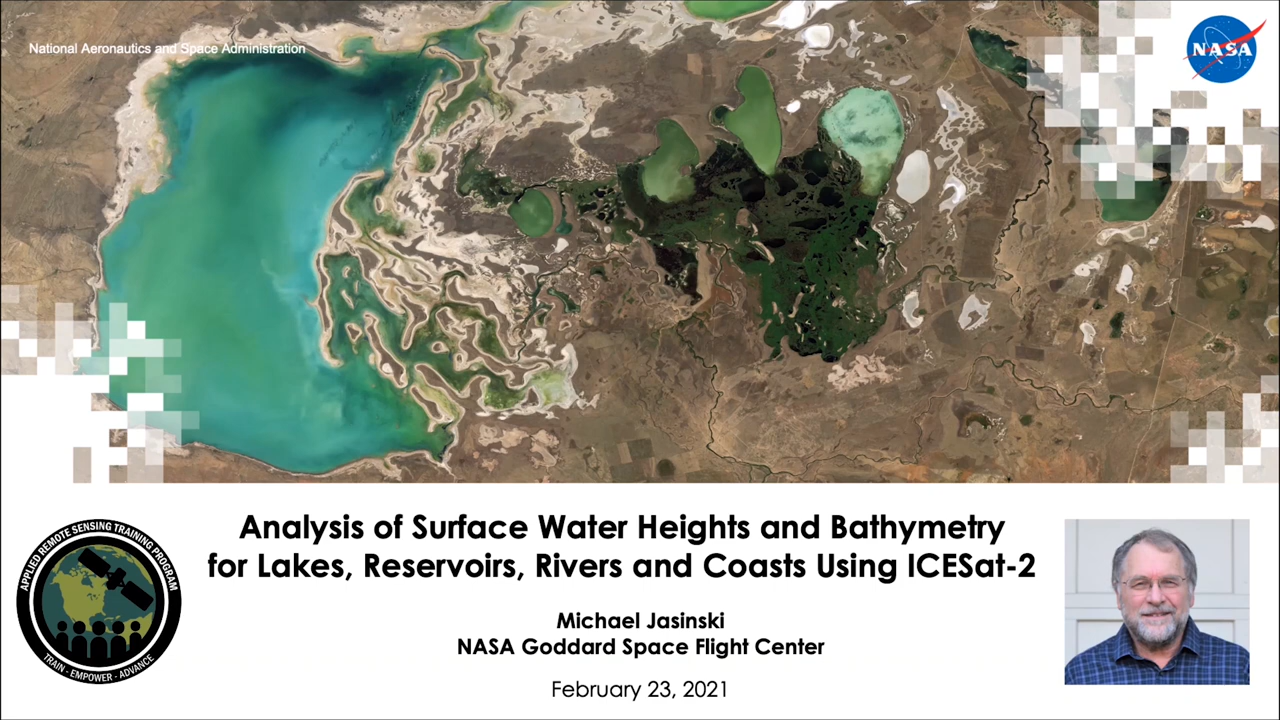 National Aeronautics and Space Administration
NASA
Analysis of Surface Water Heights and Bathymetry
for Lakes, Reservoirs, Rivers and Coasts Using ICESat-2
APPLIED REMOTE SENSING TRAINING PROGRAM
TRAIN - EMPOWER - ADVANCE
Michael Jasinski
NASA Goddard Space Flight Center
February 23, 2021